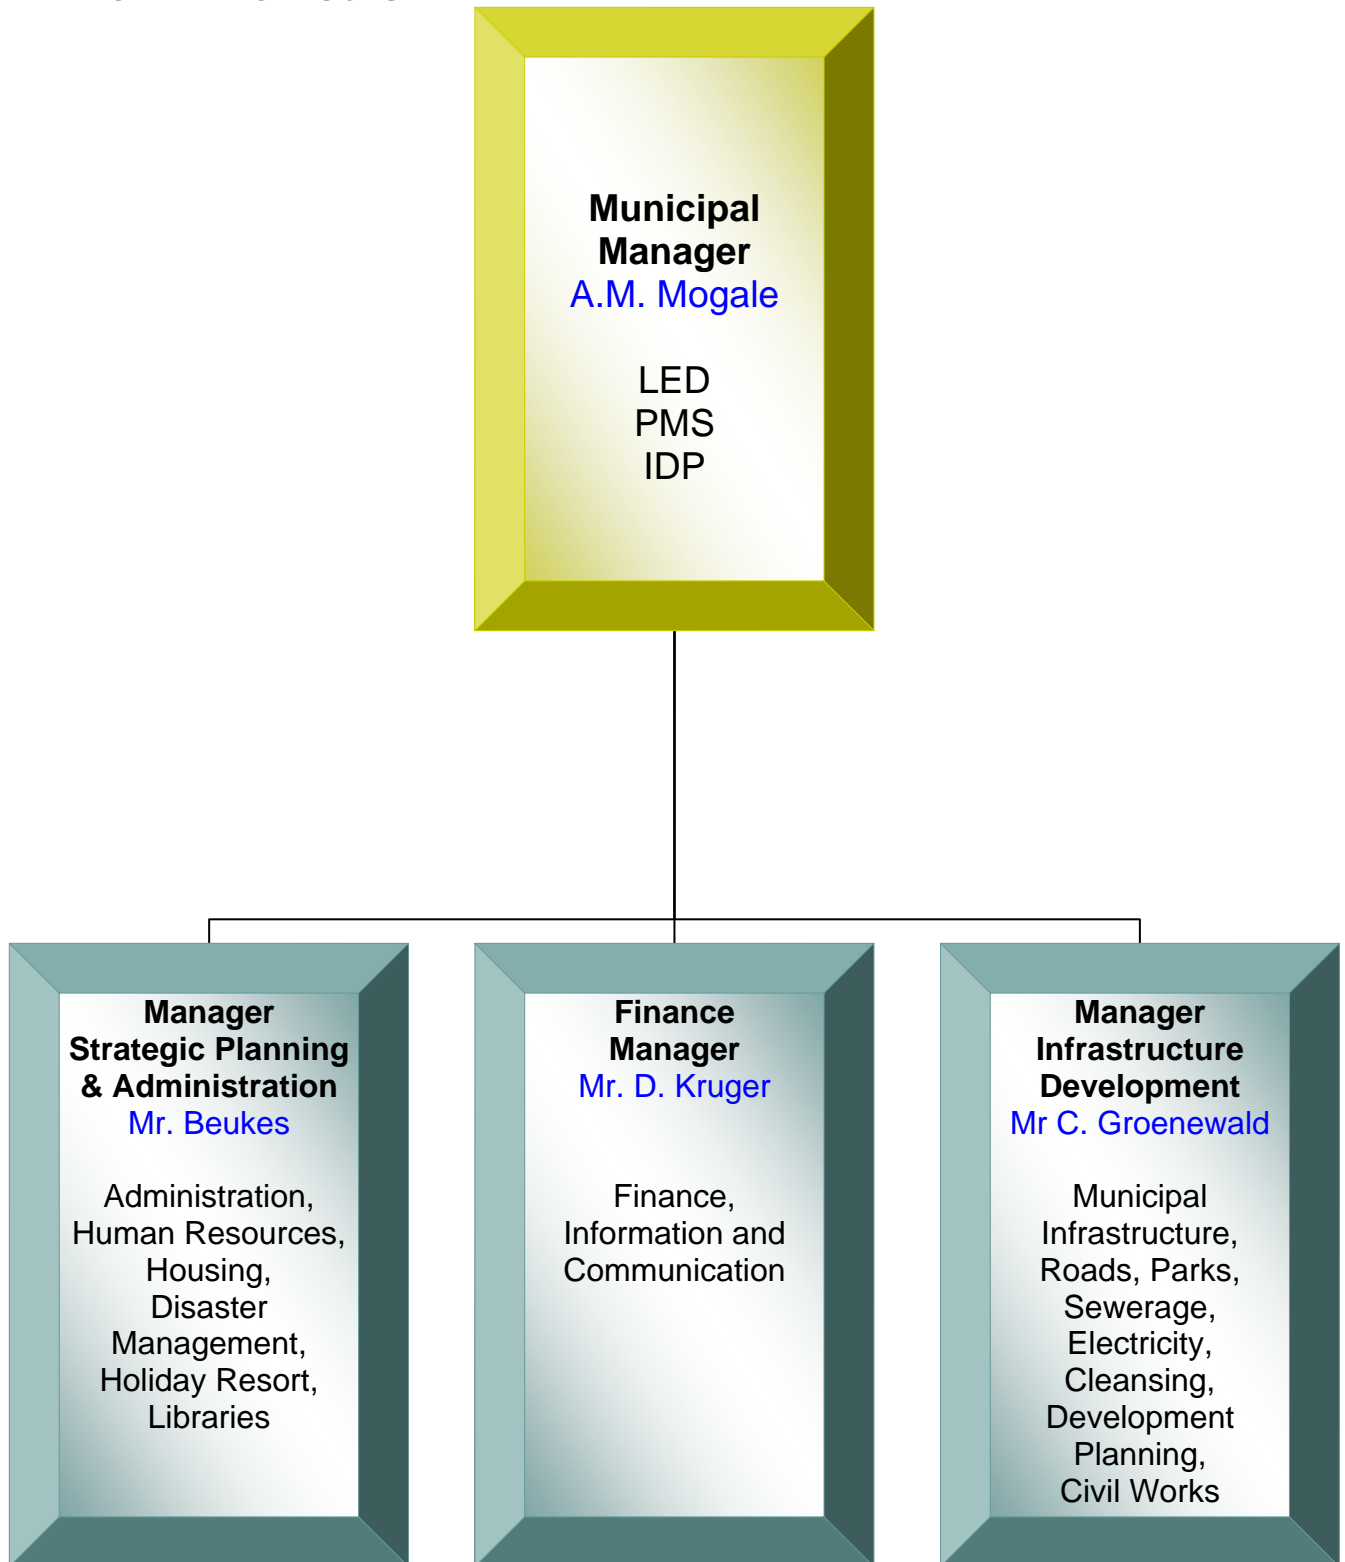 Municipal
Manager
A.M. Mogale
LED
PMS
IDP
Manager
Strategic Planning
& Administration
Mr. Beukes
Administration,
Human Resources,
Housing,
Disaster
Management,
Holiday Resort,
Libraries
Finance
Manager
Mr. D. Kruger
Finance,
Information and
Communication
Manager
Infrastructure
Development
Mr C. Groenewald
Municipal
Infrastructure,
Roads, Parks,
Sewerage,
Electricity,
Cleansing,
Development
Planning,
Civil Works